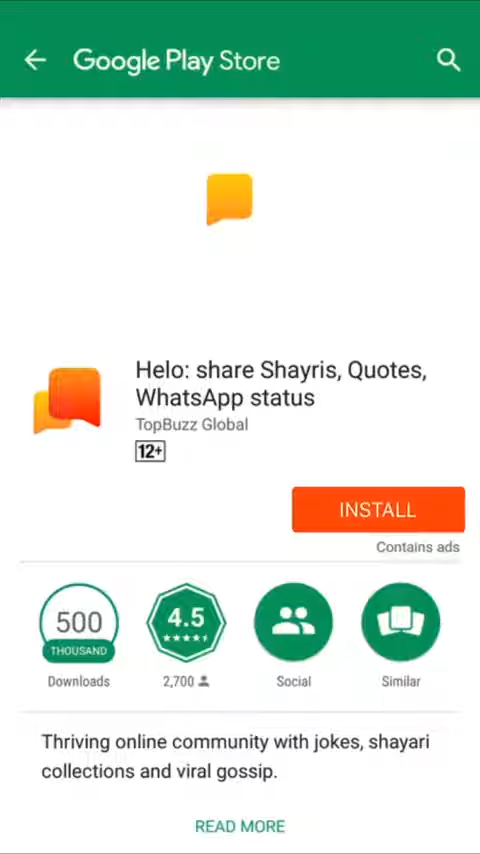 Google Play Store
Helo: share Shayris, Quotes,
WhatsApp status
TopBuzz Global
12+
INSTALL
Contains ads
500
THOUSAND
Downloads
4.5
2,700
Social
Similar
Thriving online community with jokes, shayari
collections and viral gossip.
READ MORE